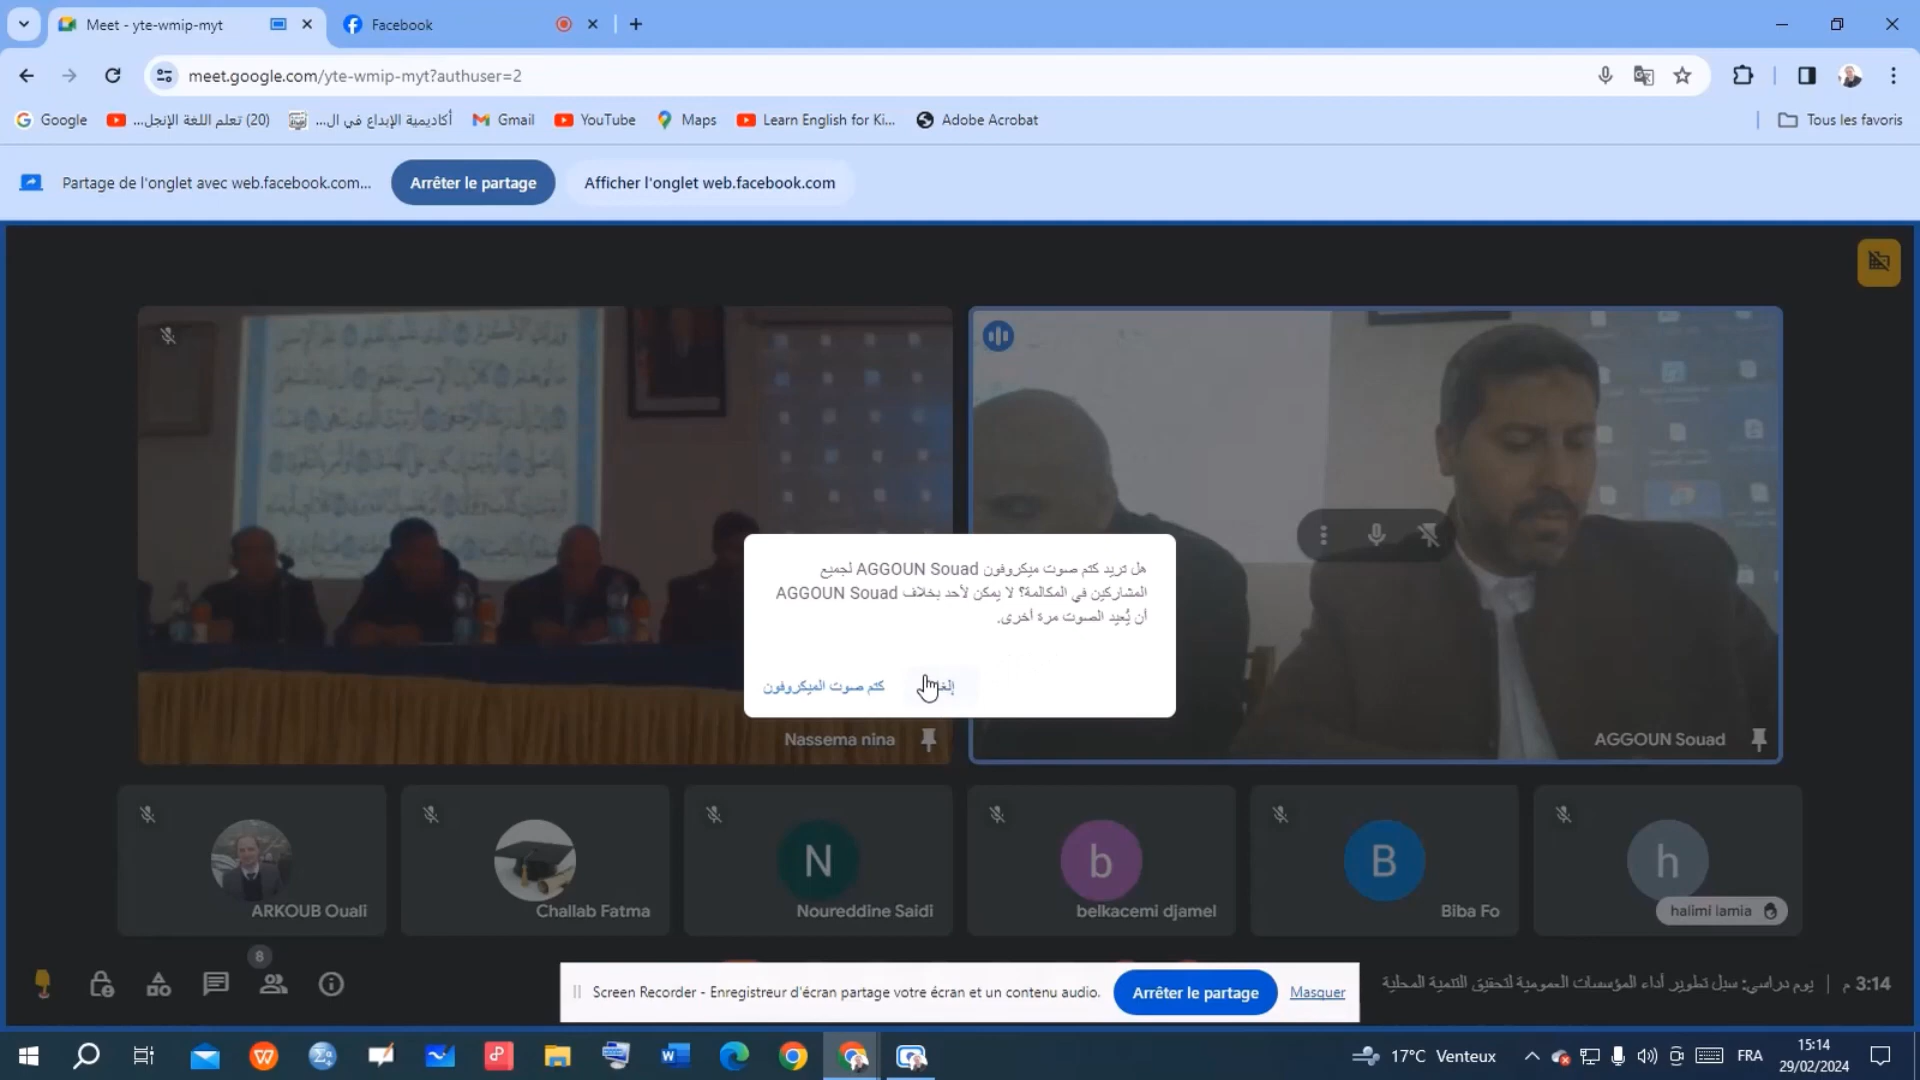 Meet - yte-wmip-myt
Facebook
meet.google.com/yte-wmip-myt?authuser=2
Google
(20) تعلم اللغة الإنجل...
أكاديمية الإبداع في ال...
Gmail
YouTube
Maps
Learn English for Ki...
Adobe Acrobat
Tous les favoris
Partage de l'onglet avec web.facebook.com...
Arrêter le partage
Afficher l'onglet web.facebook.com
هل تريد كتم صوت ميكروفون AGGOUN Souad لجميع
المشاركين في المكالمة؟ لا يمكن لأحد بخلاف AGGOUN Souad
أن يُعيد الصوت مرة أخرى.
كتم صوت الميكروفون
Nassema nina
AGGOUN Souad
ARKOUB Ouali
Challab Fatma
N
Noureddine Saidi
b
belkacemi djamel
B
Biba Fo
h
halimi lamia
8
Screen Recorder - Enregistreur d'écran partage votre écran et un contenu audio.
Arrêter le partage
Masquer
3:14 م | يوم دراسي: سبل تطوير أداء المؤسسات العمومية لتحقيق التنمية المحلية
17°C Venteux
FRA
15:14
29/02/2024